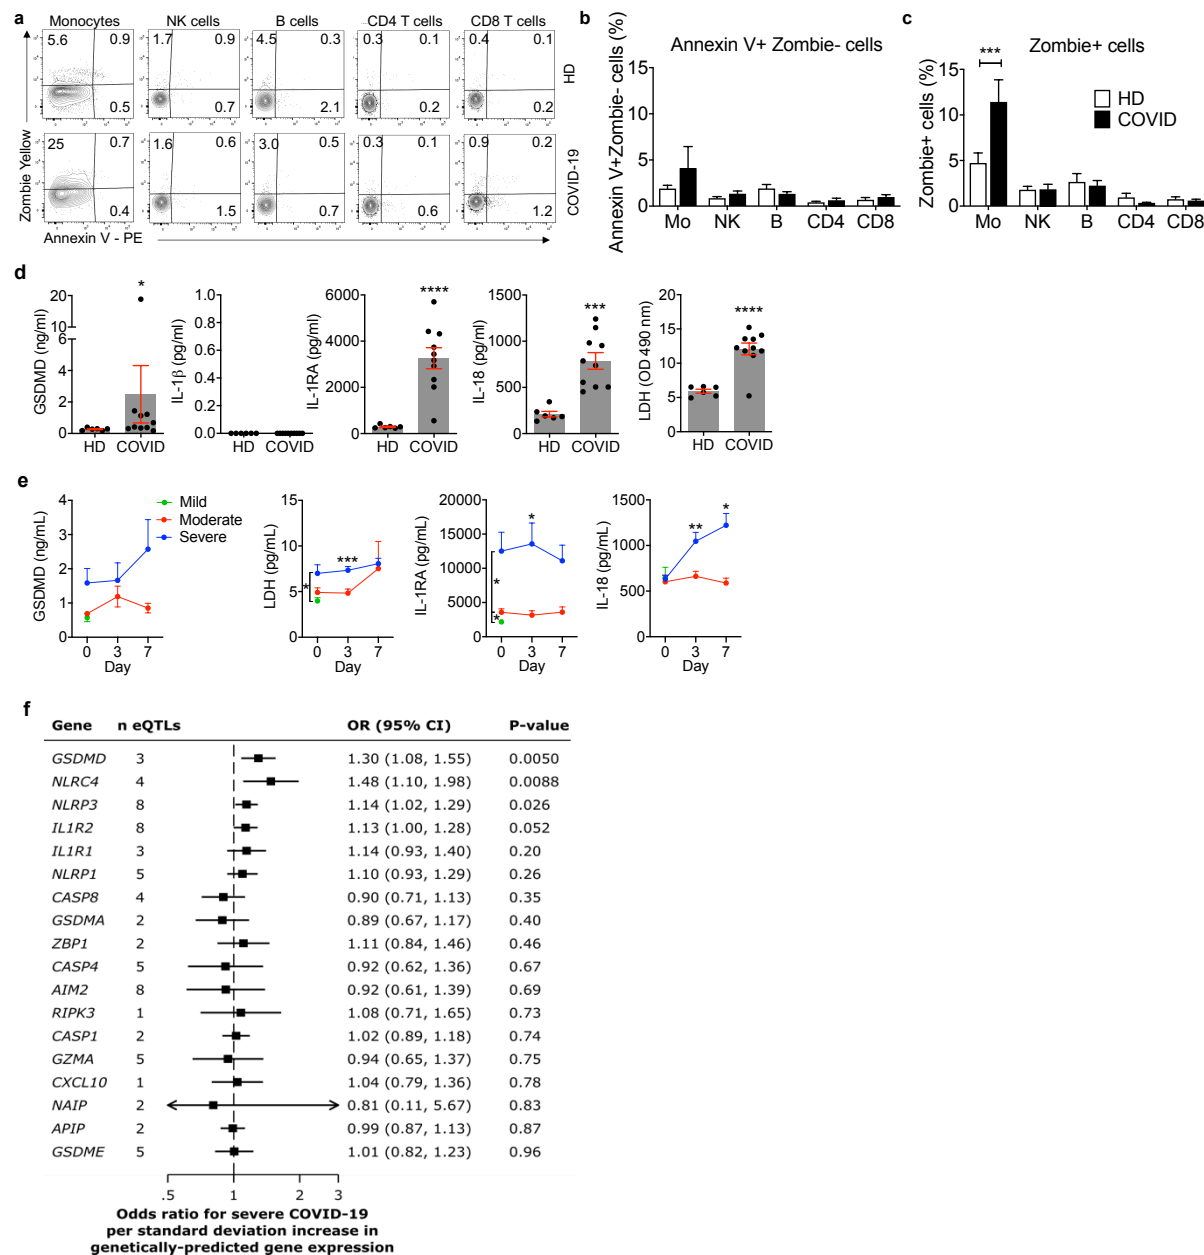 a
Monocytes NK cells B cells CD4 T cells CD8 T cells
5.6 0.9 1.7 0.9 4.5 0.3 0.3 0.1 0.4 0.1
0.5 0.7 2.1 0.2 0.2
HD
25 0.7 1.6 0.6 3.0 0.5 0.3 0.1 0.9 0.2
0.4 1.5 0.7 0.6 1.2
COVID-19
Zombie Yellow
Annexin V - PE
b
Annexin V+ Zombie- cells
Annexin V+Zombie- cells (%)
15
10
5
0
Mo NK B CD4 CD8
c
Zombie+ cells
Zombie+ cells (%)
***
HD
COVID
15
10
5
0
Mo NK B CD4 CD8
d
GSDMD (ng/ml)
20
10
6
4
2
0
*
HD COVID
IL-1β (pg/ml)
1.0
0.8
0.6
0.4
0.2
0.0
HD COVID
IL-1RA (pg/ml)
6000
4000
2000
0
****
HD COVID
IL-18 (pg/ml)
1500
1000
500
0
***
HD COVID
LDH (OD 490 nm)
20
15
10
5
0
****
HD COVID
e
GSDMD (ng/mL)
4
3
2
1
0
0 3 7
Day
Mild
Moderate
Severe
LDH (pg/mL)
15
10
5
0
*
***
0 3 7
Day
IL-1RA (pg/mL)
20000
15000
10000
5000
0
*
*
*
0 3 7
Day
IL-18 (pg/mL)
1500
1000
500
0
**
*
0 3 7
Day
f
Gene n eQTLs OR (95% CI) P-value
GSDMD 3 1.30 (1.08, 1.55) 0.0050
NLRC4 4 1.48 (1.10, 1.98) 0.0088
NLRP3 8 1.14 (1.02, 1.29) 0.026
IL1R2 8 1.13 (1.00, 1.28) 0.052
IL1R1 3 1.14 (0.93, 1.40) 0.20
NLRP1 5 1.10 (0.93, 1.29) 0.26
CASP8 4 0.90 (0.71, 1.13) 0.35
GSDMA 2 0.89 (0.67, 1.17) 0.40
ZBP1 2 1.11 (0.84, 1.46) 0.46
CASP4 5 0.92 (0.62, 1.36) 0.67
AIM2 8 0.92 (0.61, 1.39) 0.69
RIPK3 1 1.08 (0.71, 1.65) 0.73
CASP1 2 1.02 (0.89, 1.18) 0.74
GZMA 5 0.94 (0.65, 1.37) 0.75
CXCL10 1 1.04 (0.79, 1.36) 0.78
NAIP 2 0.81 (0.11, 5.67) 0.83
APIP 2 0.99 (0.87, 1.13) 0.87
GSDME 5 1.01 (0.82, 1.23) 0.96
.5 1 2 3
Odds ratio for severe COVID-19
per standard deviation increase in
genetically-predicted gene expression